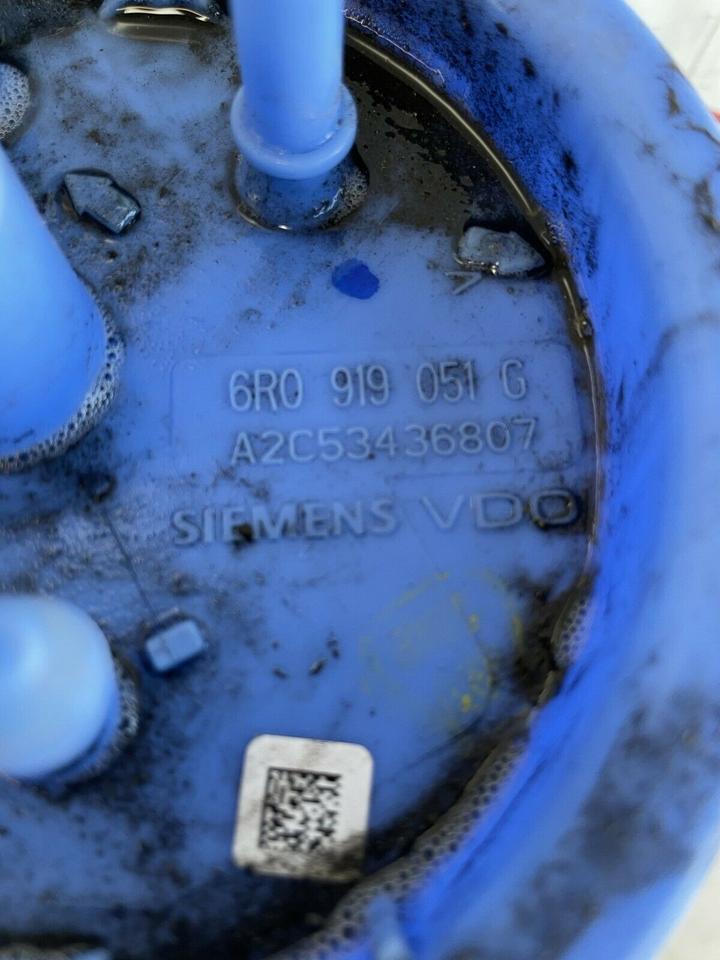 6R0 919 051 G
A2C53436807
SIEMENS VDO